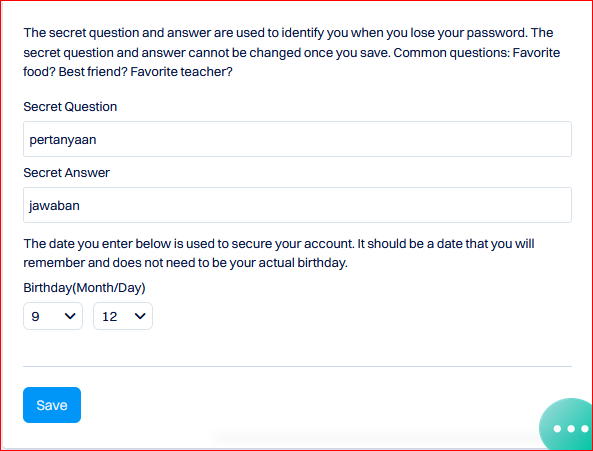 The secret question and answer are used to identify you when you lose your password. The
secret question and answer cannot be changed once you save. Common questions: Favorite
food? Best friend? Favorite teacher?
Secret Question
pertanyaan
Secret Answer
jawaban
The date you enter below is used to secure your account. It should be a date that you will
remember and does not need to be your actual birthday.
Birthday(Month/Day)
9 12
Save